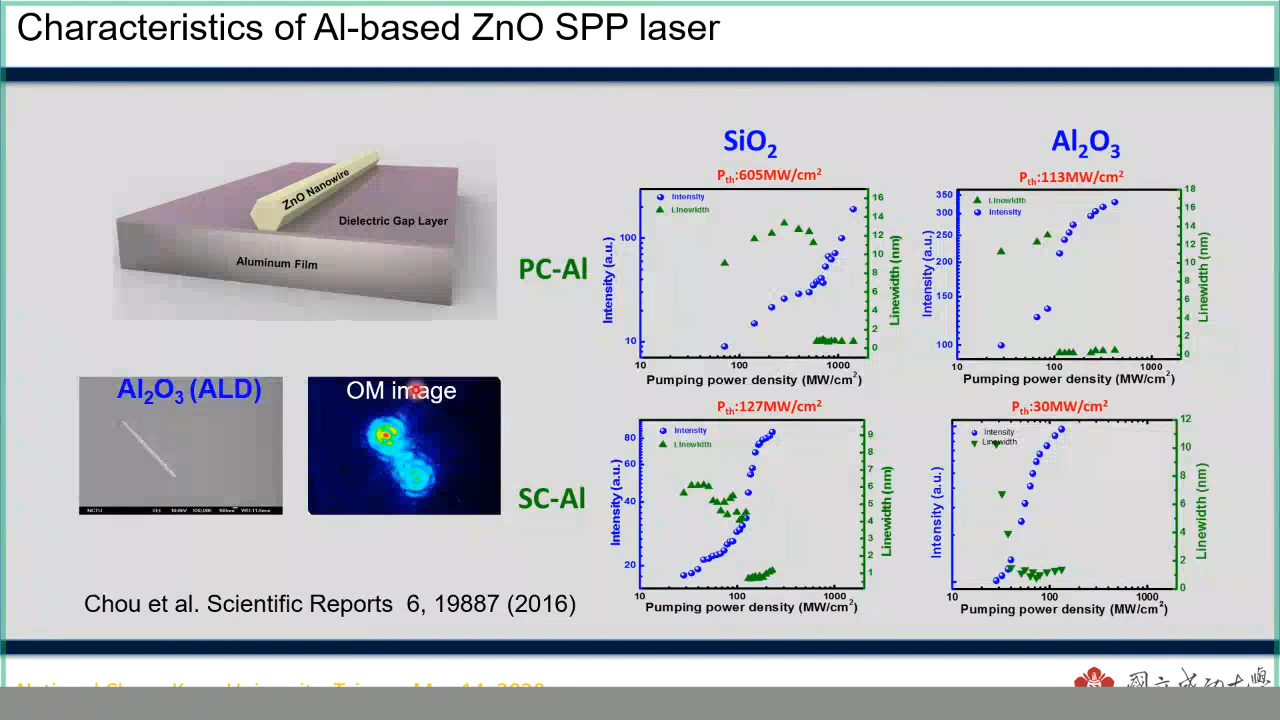 Characteristics of Al-based ZnO SPP laser
ZnO Nanowire
Dielectric Gap Layer
Aluminum Film
Al2O3 (ALD)
OM image
Chou et al. Scientific Reports 6, 19887 (2016)
SiO2
Al2O3
PC-Al
SC-Al
Pth:605MW/cm2
Intensity
Linewidth
Intensity (a.u.)
100
10
16
14
12
10
8
6
4
2
0
Linewidth (nm)
10 100 1000
Pumping power density (MW/cm2)
Pth:113MW/cm2
Linewidth
Intensity
Intensity (a.u.)
350
300
250
200
150
100
18
16
14
12
10
8
6
4
2
0
Linewidth (nm)
10 100 1000
Pumping power density (MW/cm2)
Pth:127MW/cm2
Intensity
Linewidth
Intensity (a.u.)
80
60
40
20
9
8
7
6
5
4
3
2
1
Linewidth (nm)
10 100 1000
Pumping power density (MW/cm2)
Pth:30MW/cm2
Intensity
Linewidth
Intensity (a.u.)
12
10
8
6
4
2
0
Linewidth (nm)
10 100 1000
Pumping power density (MW/cm2)
國立成功大學